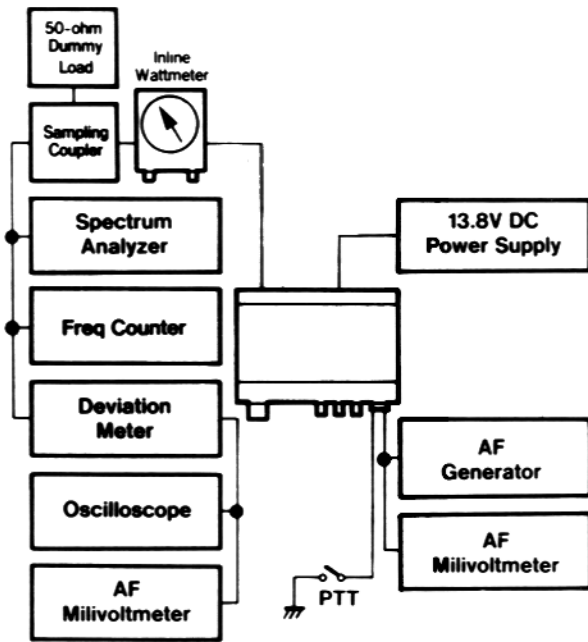 50-ohm
Dummy
Load
Inline
Wattmeter
Sampling
Coupler
Spectrum
Analyzer
13.8V DC
Power Supply
Freq Counter
Deviation
Meter
AF
Generator
Oscilloscope
AF
Milivoltmeter
PTT
AF
Milivoltmeter